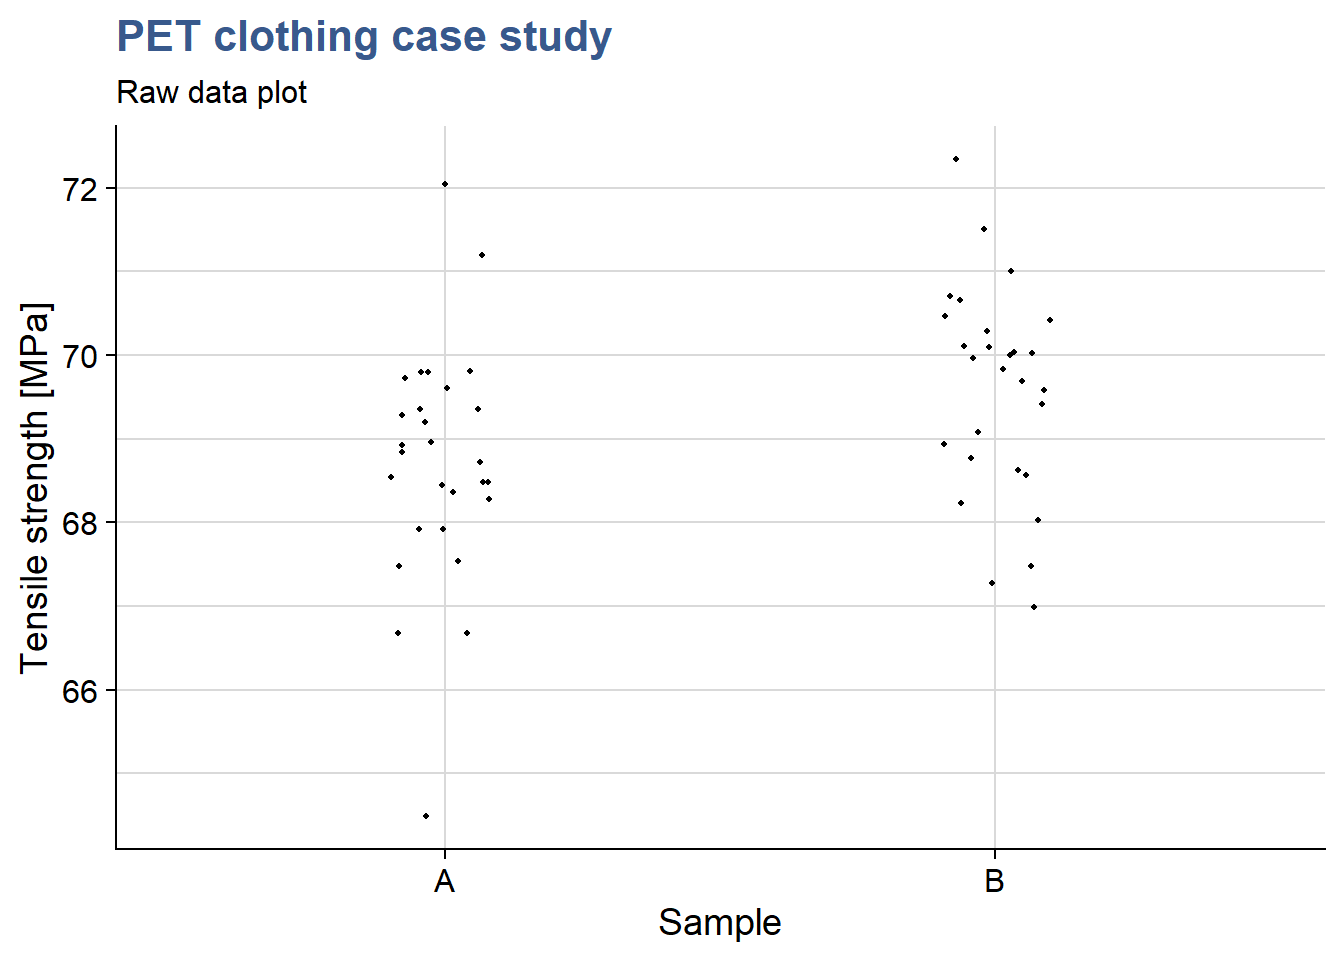 PET clothing case study
Raw data plot
72
70
68
66
Tensile strength [MPa]
A
B
Sample